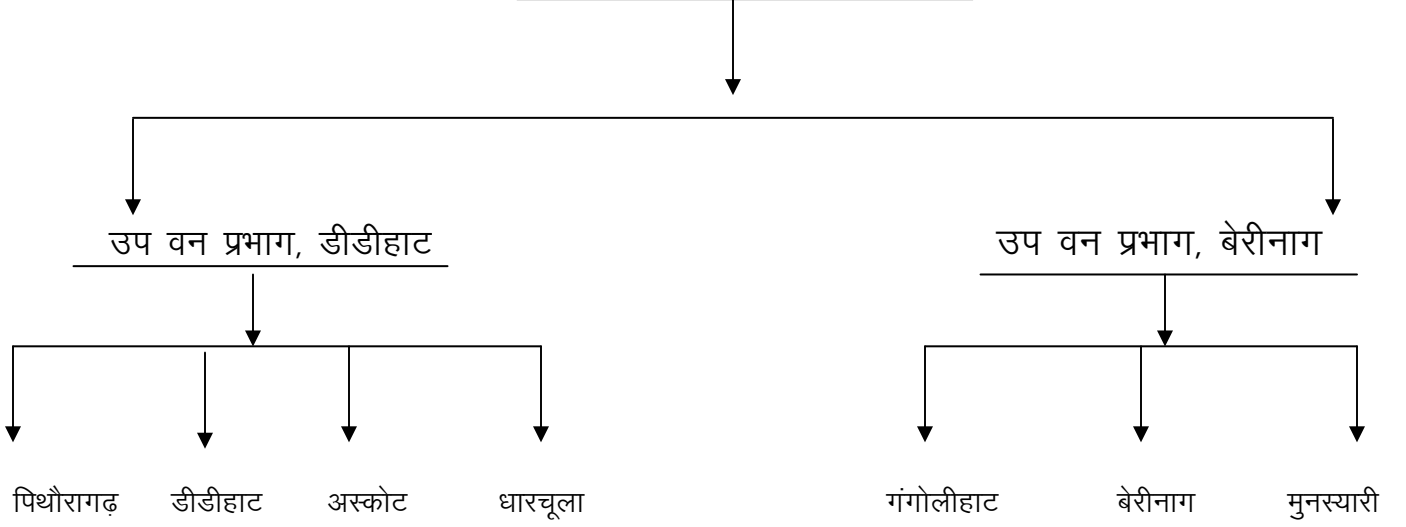 उप वन प्रभाग, डीडीहाट उप वन प्रभाग, बेरीनाग
पिथौरागढ़ डीडीहाट अस्कोट धारचूला गंगोलीहाट बेरीनाग मुनस्यारी